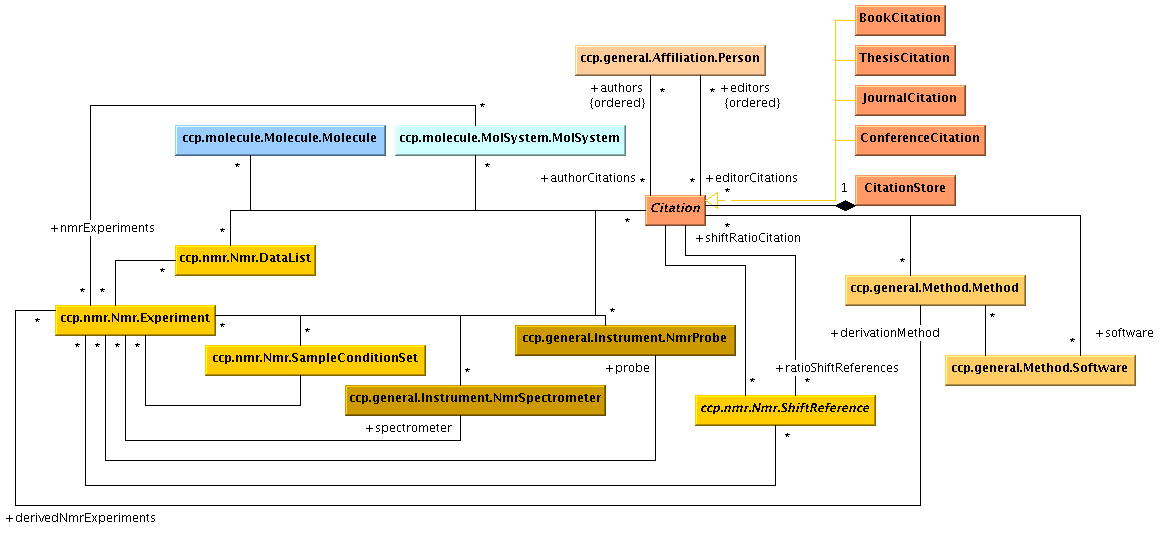 BookCitation
ccp.general.Affiliation.Person
ThesisCitation
+authors
{ordered}
*
* +editors
{ordered}
JournalCitation
*
ccp.molecule.Molecule.Molecule
ccp.molecule.MolSystem.MolSystem
ConferenceCitation
*
*
+authorCitations *
* +editorCitations
*
1
CitationStore
Citation
*
*
+nmrExperiments
*
+shiftRatioCitation
ccp.nmr.Nmr.DataList
*
*
ccp.general.Method.Method
*
*
ccp.nmr.Nmr.Experiment
*
*
*
*
*
ccp.general.Instrument.NmrProbe
+derivationMethod
*
+software
*
*
*
*
*
ccp.nmr.Nmr.SampleConditionSet
+probe
+ratioShiftReferences
ccp.general.Method.Software
*
*
*
ccp.general.Instrument.NmrSpectrometer
ccp.nmr.Nmr.ShiftReference
+spectrometer
*
+derivedNmrExperiments